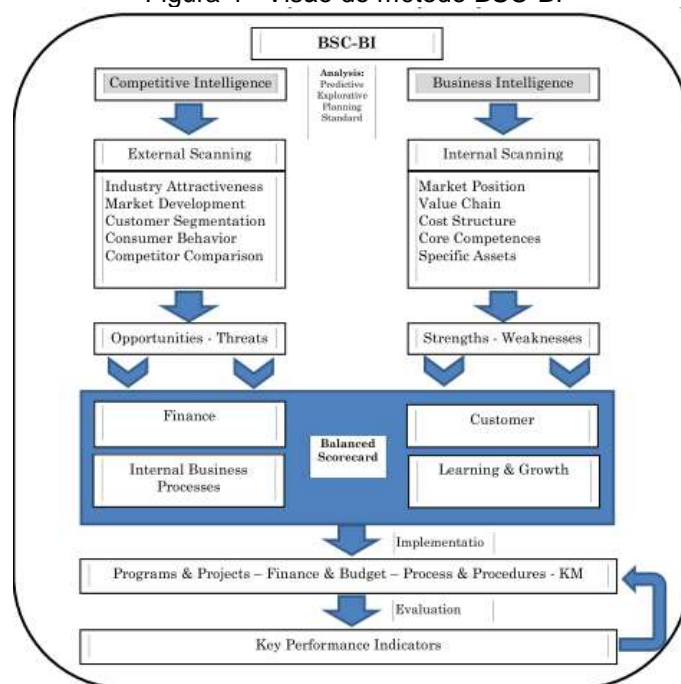 BSC-BI
Competitive Intelligence
Analysis:
Predictive
Explorative
Planning
Standard
Business Intelligence
External Scanning
Industry Attractiveness
Market Development
Customer Segmentation
Consumer Behavior
Competitor Comparison
Internal Scanning
Market Position
Value Chain
Cost Structure
Core Competences
Specific Assets
Opportunities - Threats
Strengths - Weaknesses
Finance
Customer
Balanced
Scorecard
Internal Business
Processes
Learning & Growth
Implementatio
Programs & Projects – Finance & Budget – Process & Procedures - KM
Evaluation
Key Performance Indicators